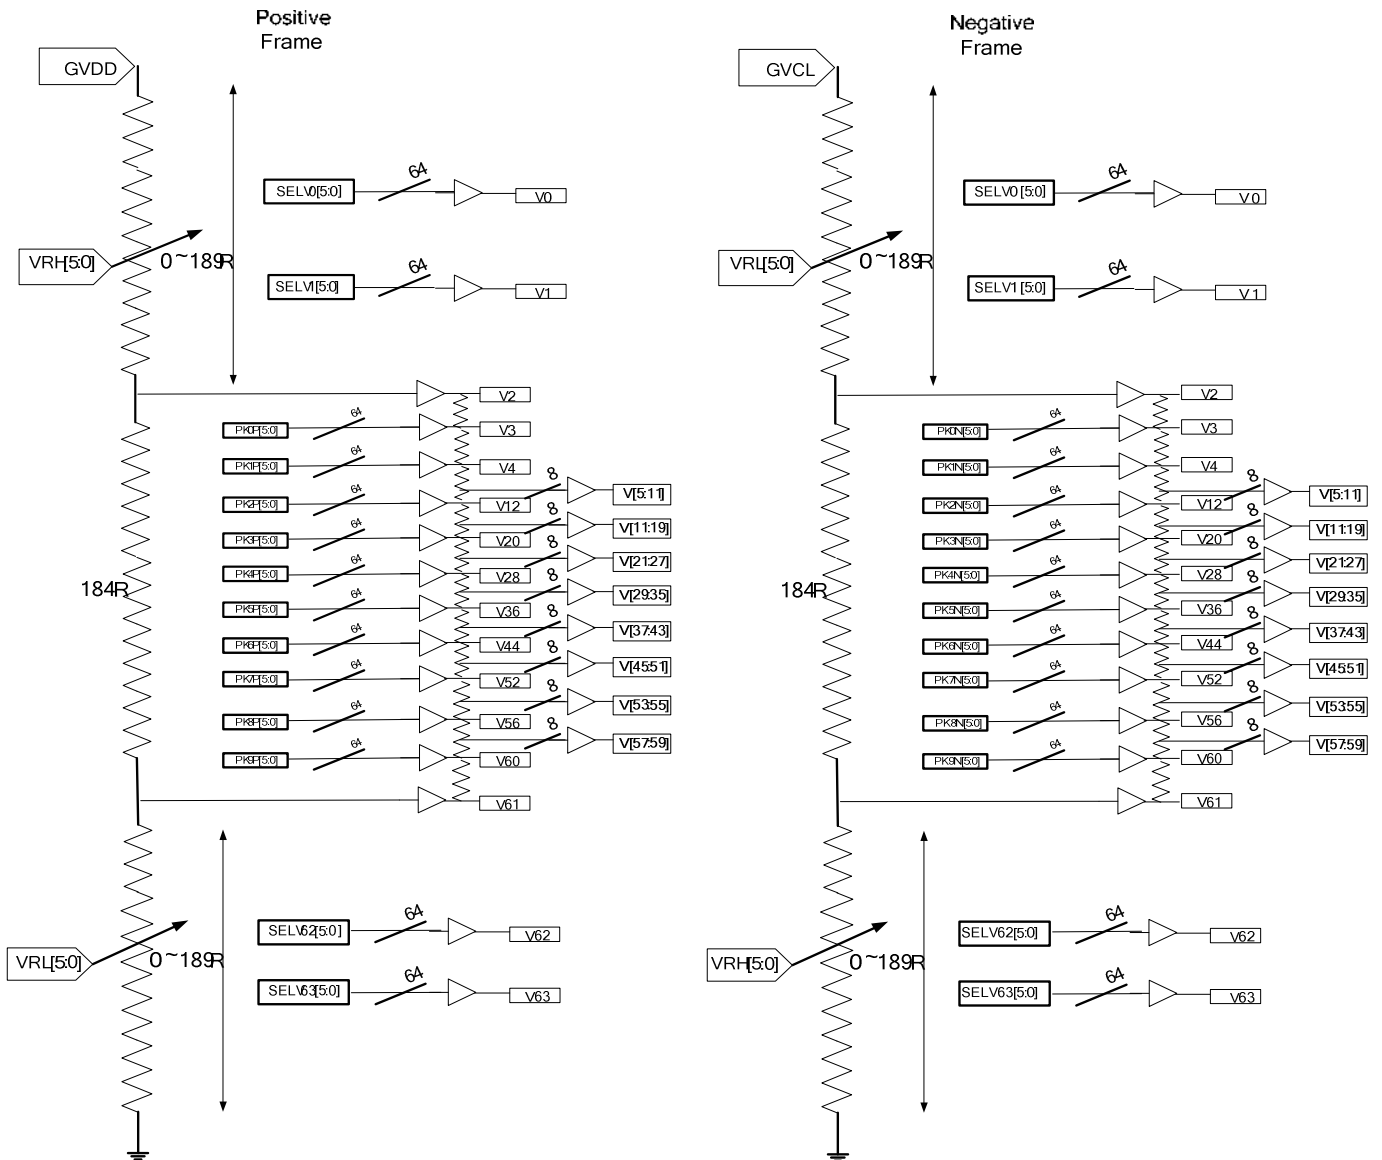 Positive
Frame
GVDD
64
SELV0[5:0]
V0
VRH[5:0]
0~189R
64
SELV1[5:0]
V1
V2
64
PK0P[5:0]
V3
64
PK1P[5:0]
V4
8
V[5:11]
64
PK2P[5:0]
V12
8
V[11:19]
64
PK3P[5:0]
V20
8
V[21:27]
64
PK4P[5:0]
V28
8
V[29:35]
184R
64
PK5P[5:0]
V36
8
V[37:43]
64
PK6P[5:0]
V44
8
V[45:51]
64
PK7P[5:0]
V52
8
V[53:55]
64
PK8P[5:0]
V56
8
V[57:59]
64
PK9P[5:0]
V60
V61
64
SELV62[5:0]
V62
VRL[5:0]
0~189R
64
SELV63[5:0]
V63
Negative
Frame
GVCL
64
SELV0[5:0]
V0
VRL[5:0]
0~189R
64
SELV1[5:0]
V1
V2
64
PK0N[5:0]
V3
64
PK1N[5:0]
V4
8
V[5:11]
64
PK2N[5:0]
V12
8
V[11:19]
64
PK3N[5:0]
V20
8
V[21:27]
64
PK4N[5:0]
V28
8
V[29:35]
184R
64
PK5N[5:0]
V36
8
V[37:43]
64
PK6N[5:0]
V44
8
V[45:51]
64
PK7N[5:0]
V52
8
V[53:55]
64
PK8N[5:0]
V56
8
V[57:59]
64
PK9N[5:0]
V60
V61
64
SELV62[5:0]
V62
VRH[5:0]
0~189R
64
SELV63[5:0]
V63